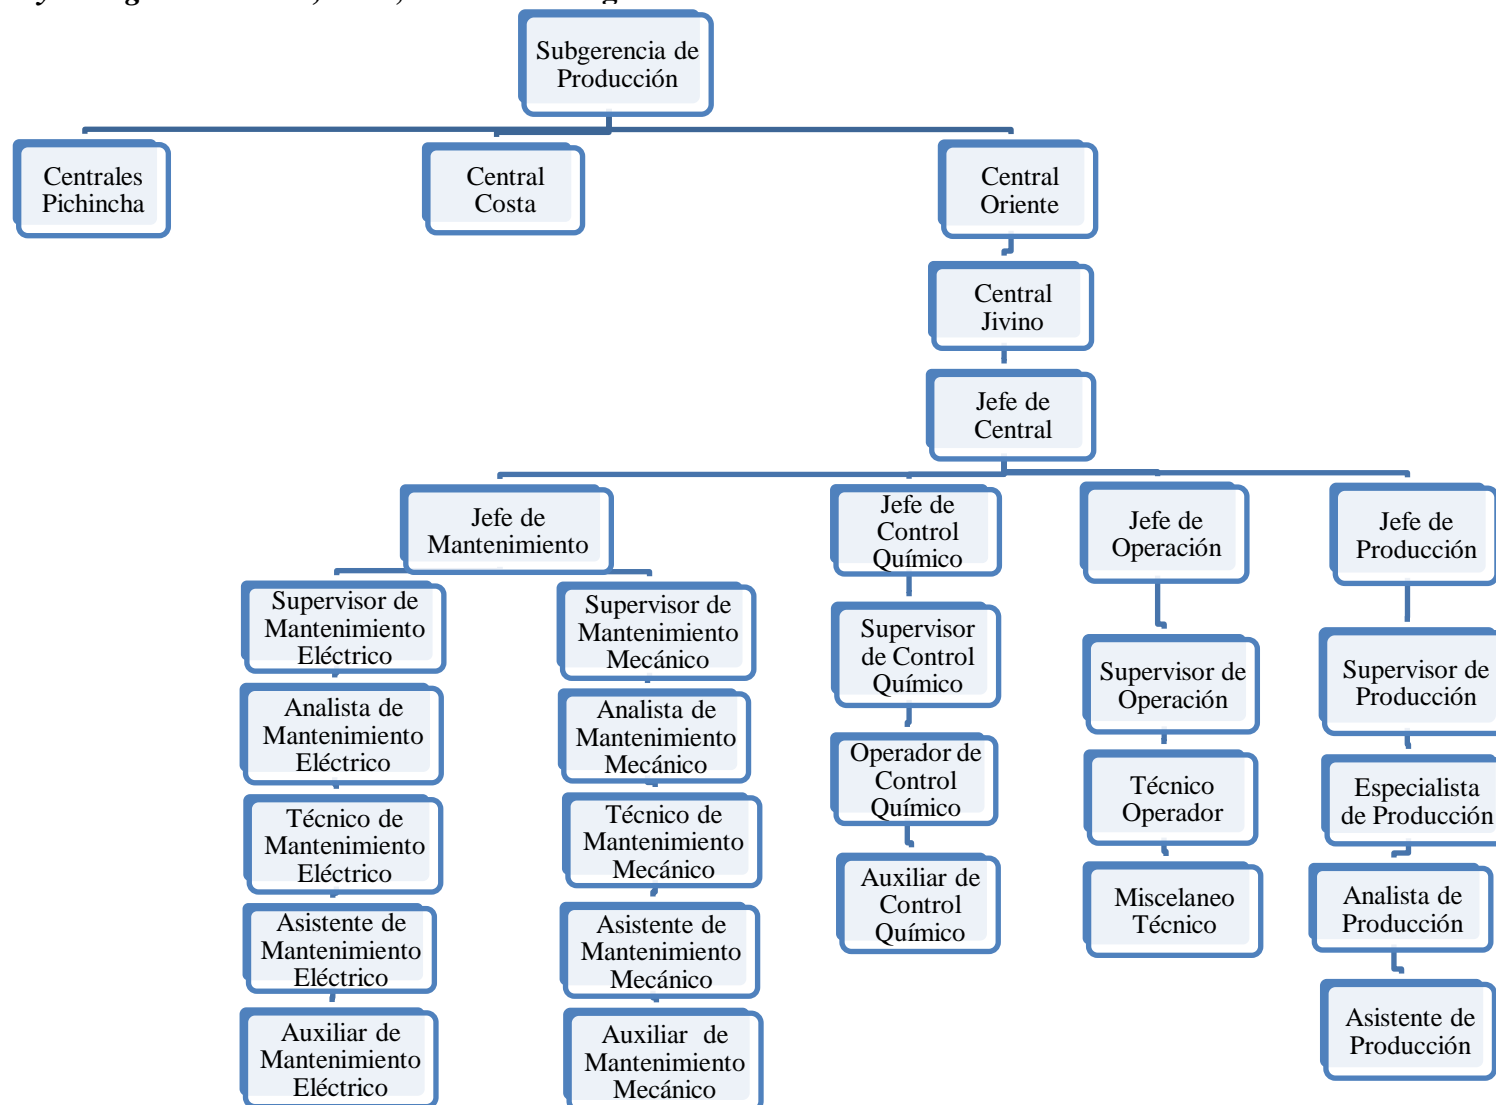 Subgerencia de
Producción
Centrales
Pichincha
Central
Costa
Central
Oriente
Central
Jivino
Jefe de
Central
Jefe de
Mantenimiento
Jefe de
Control
Químico
Jefe de
Operación
Jefe de
Producción
Supervisor de
Mantenimiento
Eléctrico
Supervisor de
Mantenimiento
Mecánico
Supervisor
de Control
Químico
Supervisor de
Operación
Supervisor de
Producción
Analista de
Mantenimiento
Eléctrico
Analista de
Mantenimiento
Mecánico
Operador de
Control
Químico
Técnico
Operador
Especialista
de Producción
Técnico de
Mantenimiento
Eléctrico
Técnico de
Mantenimiento
Mecánico
Auxiliar de
Control
Químico
Miscelaneo
Técnico
Analista de
Producción
Asistente de
Mantenimiento
Eléctrico
Asistente de
Mantenimiento
Mecánico
Asistente de
Producción
Auxiliar de
Mantenimiento
Eléctrico
Auxiliar de
Mantenimiento
Mecánico